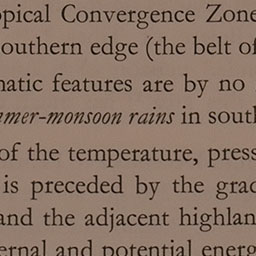 opical Convergence Zone
southern edge (the belt of
natic features are by no
mer-monsoon rains in south
of the temperature, press
is preceded by the grad
and the adjacent highlan
ernal and potential energ